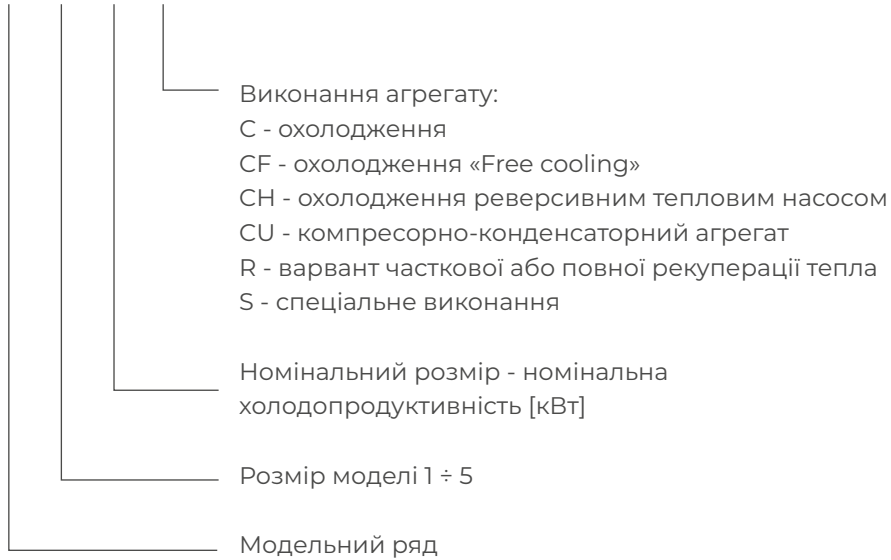 Виконання агрегату:
C - охолодження
CF - охолодження «Free cooling»
CH - охолодження реверсивним тепловим насосом
CU - компресорно-конденсаторний агрегат
R - варвант часткової або повної рекуперації тепла
S - спеціальне виконання
Номінальний розмір - номінальна
холодопродуктивність [кВт]
Розмір моделі 1 ÷ 5
Модельний ряд